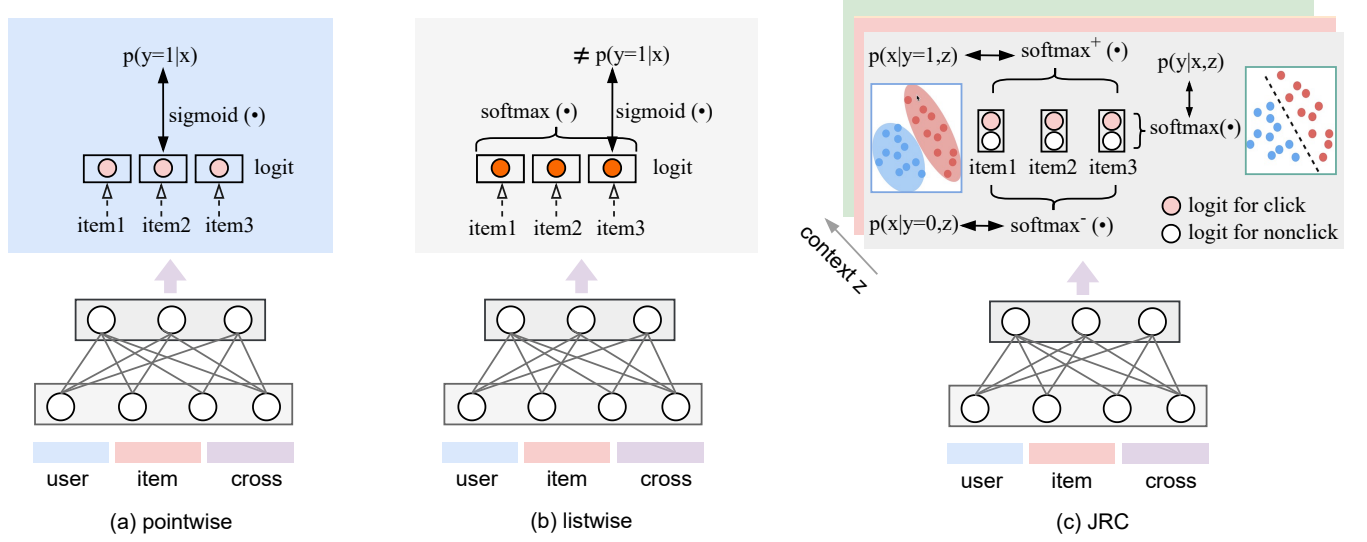 p(y=1|x)
sigmoid (•)
logit
item1 item2 item3
user item cross
(a) pointwise
≠ p(y=1|x)
softmax (•) sigmoid (•)
logit
item1 item2 item3
user item cross
(b) listwise
p(x|y=1,z) softmax⁺ (•)
p(y|x,z)
softmax(•)
item1 item2 item3
p(x|y=0,z) softmax⁻ (•)
logit for click
logit for nonclick
context z
user item cross
(c) JRC